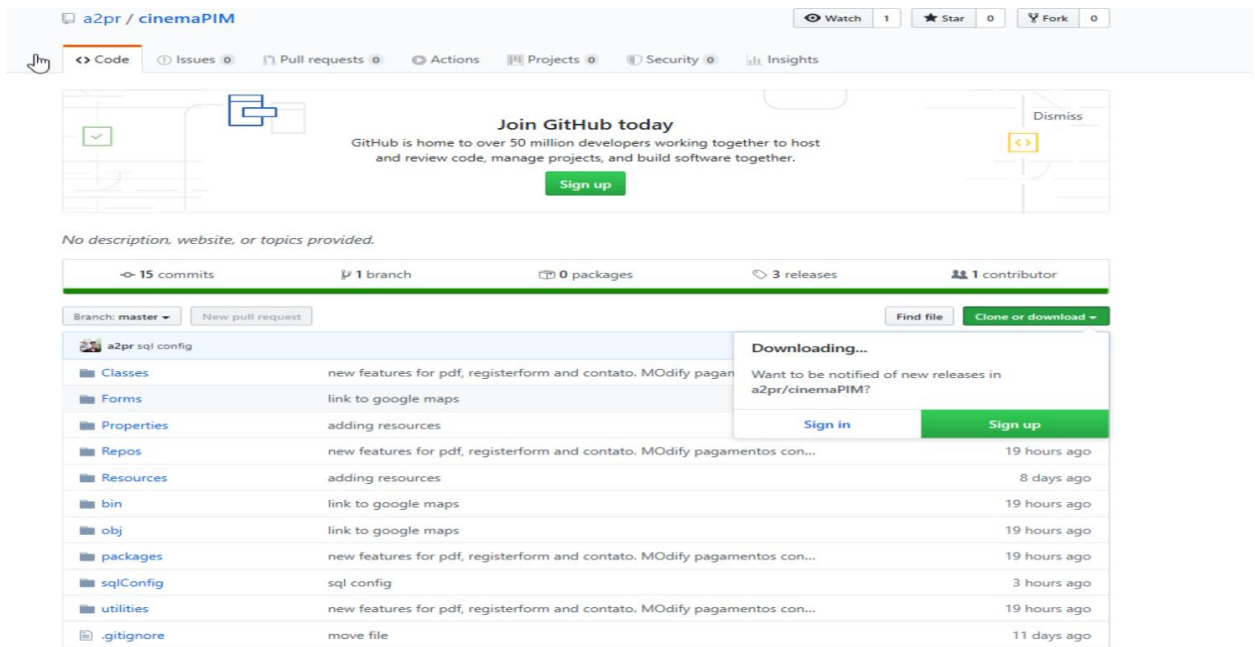 a2pr / cinemaPIM
Watch 1 Star 0 Fork 0
Code Issues 0 Pull requests 0 Actions Projects 0 Security 0 Insights
Join GitHub today
Dismiss
GitHub is home to over 50 million developers working together to host
and review code, manage projects, and build software together.
Sign up
No description, website, or topics provided.
15 commits 1 branch 0 packages 3 releases 1 contributor
Branch: master New pull request Find file Clone or download
a2pr sql config
Downloading...
Want to be notified of new releases in
a2pr/cinemaPIM?
Sign in Sign up
Classes new features for pdf, registerform and contato. MOdify pagam
Forms link to google maps
Properties adding resources
Repos new features for pdf, registerform and contato. MOdify pagamentos con... 19 hours ago
Resources adding resources 8 days ago
bin link to google maps 19 hours ago
obj link to google maps 19 hours ago
packages new features for pdf, registerform and contato. MOdify pagamentos con... 19 hours ago
sqlConfig sql config 3 hours ago
utilities new features for pdf, registerform and contato. MOdify pagamentos con... 19 hours ago
.gitignore move file 11 days ago